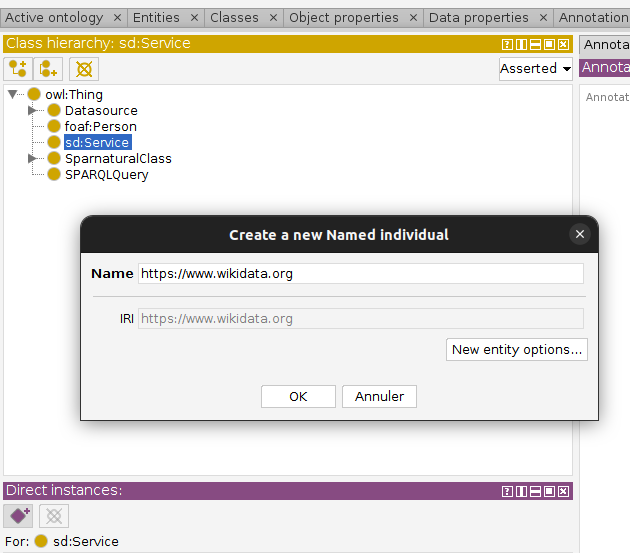 Active ontology × Entities × Classes × Object properties × Data properties × Annotation
Class hierarchy: sd:Service
Annota
Annota
Asserted
Annotat
owl:Thing
Datasource
foaf:Person
sd:Service
SparnaturalClass
SPARQLQuery
Create a new Named individual
Name https://www.wikidata.org
IRI https://www.wikidata.org
New entity options...
OK Annuler
Direct instances:
For: sd:Service